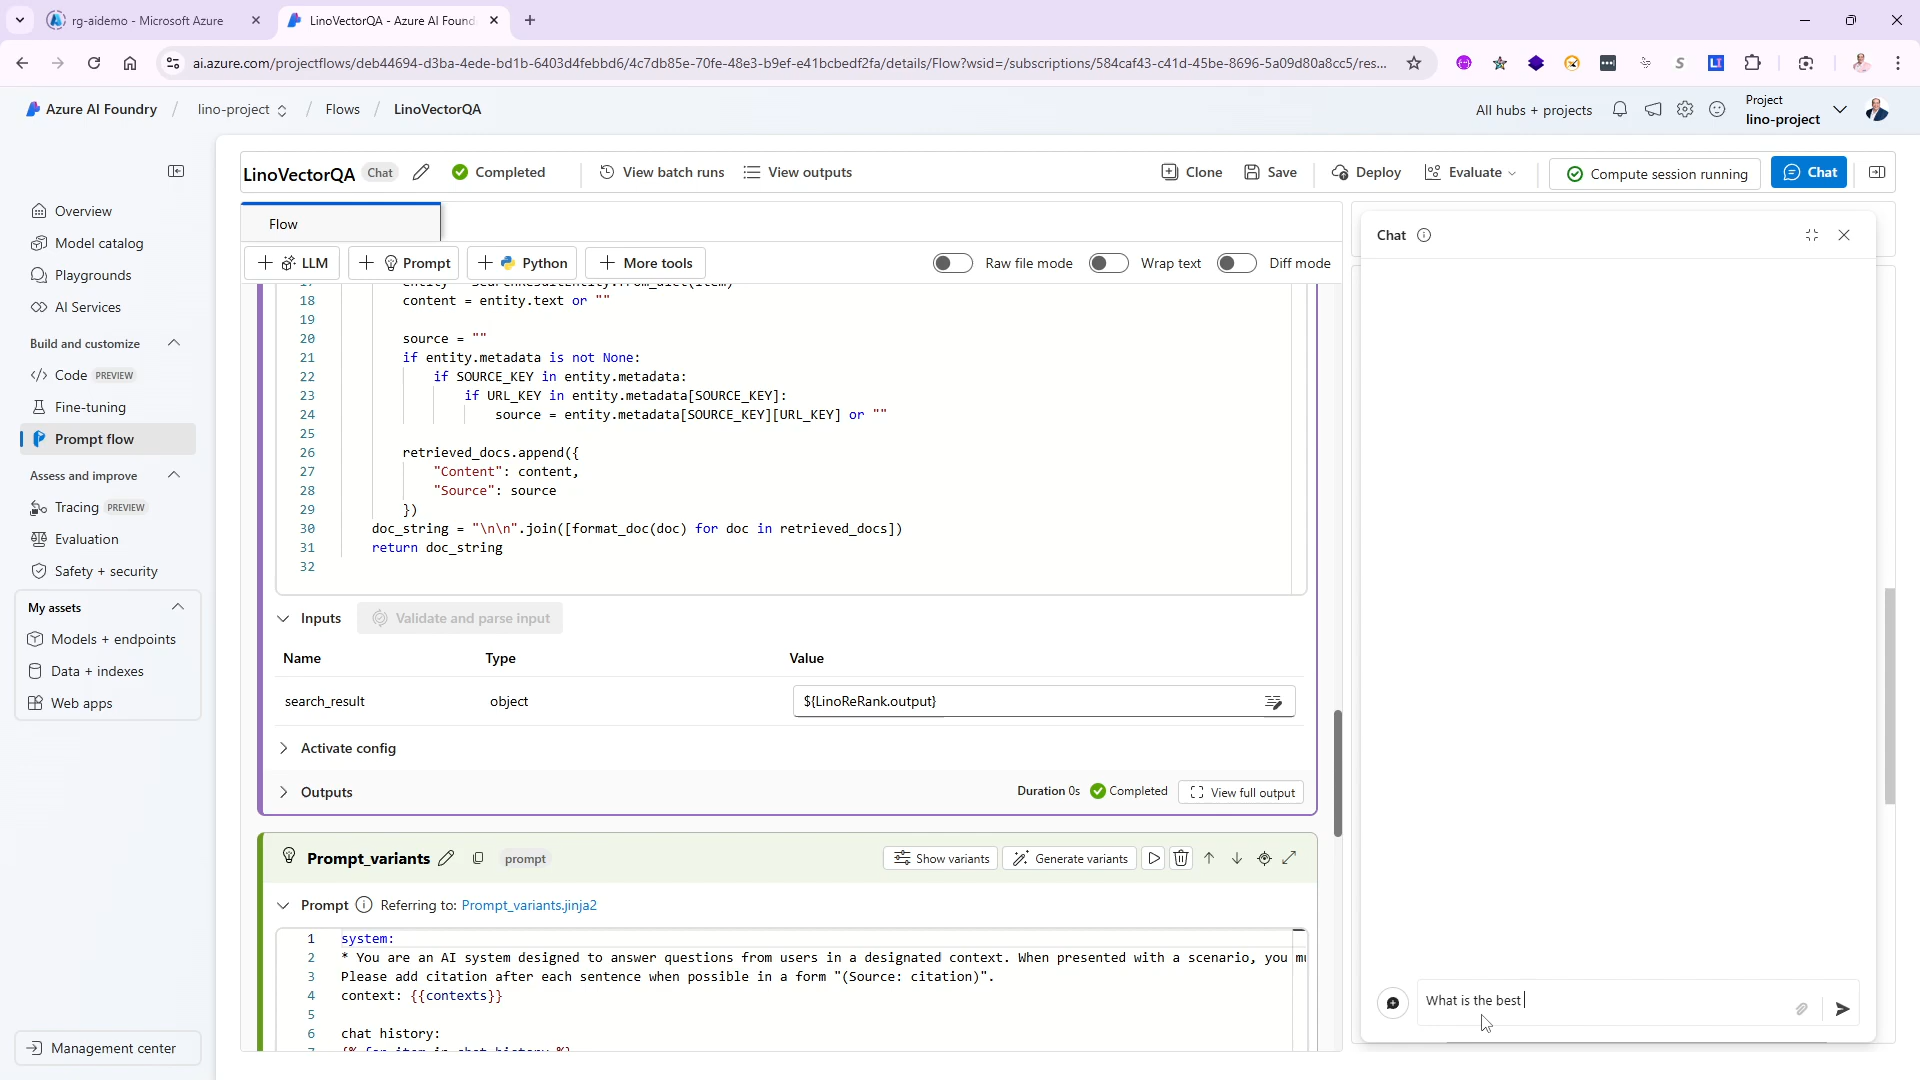 rg-aidemo - Microsoft Azure
LinoVectorQA - Azure AI Found
ai.azure.com/projectflows/deb44694-d3ba-4ede-bd1b-6403d4febbd6/4c7db85e-70fe-48e3-b9ef-e41bcbedf2fa/details/Flow?wsid=/subscriptions/584caf43-c41d-45be-8696-5a09d80a8cc5/res...
Azure AI Foundry / lino-project / Flows / LinoVectorQA
All hubs + projects
Project
lino-project
Overview
Model catalog
Playgrounds
AI Services
Build and customize
Code PREVIEW
Fine-tuning
Prompt flow
Assess and improve
Tracing PREVIEW
Evaluation
Safety + security
My assets
Models + endpoints
Data + indexes
Web apps
Management center
LinoVectorQA Chat Completed View batch runs View outputs Clone Save Deploy Evaluate Compute session running Chat
Flow
LLM Prompt Python More tools Raw file mode Wrap text Diff mode
18 content = entity.text or ""
19
20 source = ""
21 if entity.metadata is not None:
22 if SOURCE_KEY in entity.metadata:
23 if URL_KEY in entity.metadata[SOURCE_KEY]:
24 source = entity.metadata[SOURCE_KEY][URL_KEY] or ""
25
26 retrieved_docs.append({
27 "Content": content,
28 "Source": source
29 })
30 doc_string = "\n\n".join([format_doc(doc) for doc in retrieved_docs])
31 return doc_string
32
Inputs Validate and parse input
Name Type Value
search_result object ${LinoReRank.output}
Activate config
Outputs Duration 0s Completed View full output
Prompt_variants prompt Show variants Generate variants
Prompt Referring to: Prompt_variants.jinja2
1 system:
2 * You are an AI system designed to answer questions from users in a designated context. When presented with a scenario, you
3 Please add citation after each sentence when possible in a form "(Source: citation)".
4 context: {{contexts}}
5
6 chat history:
Chat
What is the best